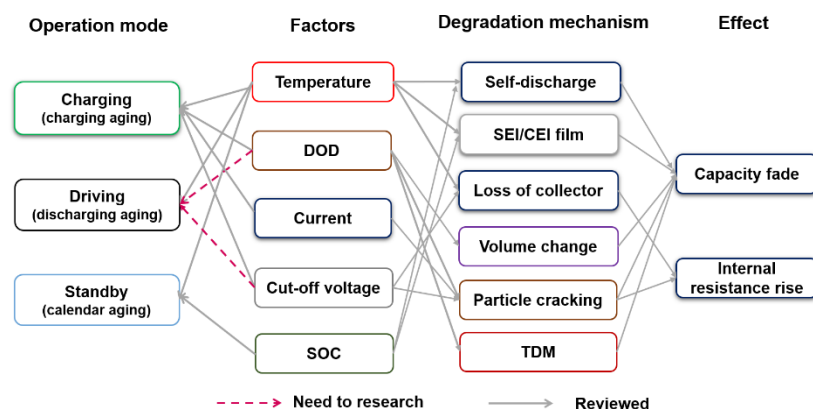 Operation mode
Factors
Degradation mechanism
Effect
Charging
(charging aging)
Driving
(discharging aging)
Standby
(calendar aging)
Temperature
DOD
Current
Cut-off voltage
SOC
Self-discharge
SEI/CEI film
Loss of collector
Volume change
Particle cracking
TDM
Capacity fade
Internal
resistance rise
Need to research
Reviewed